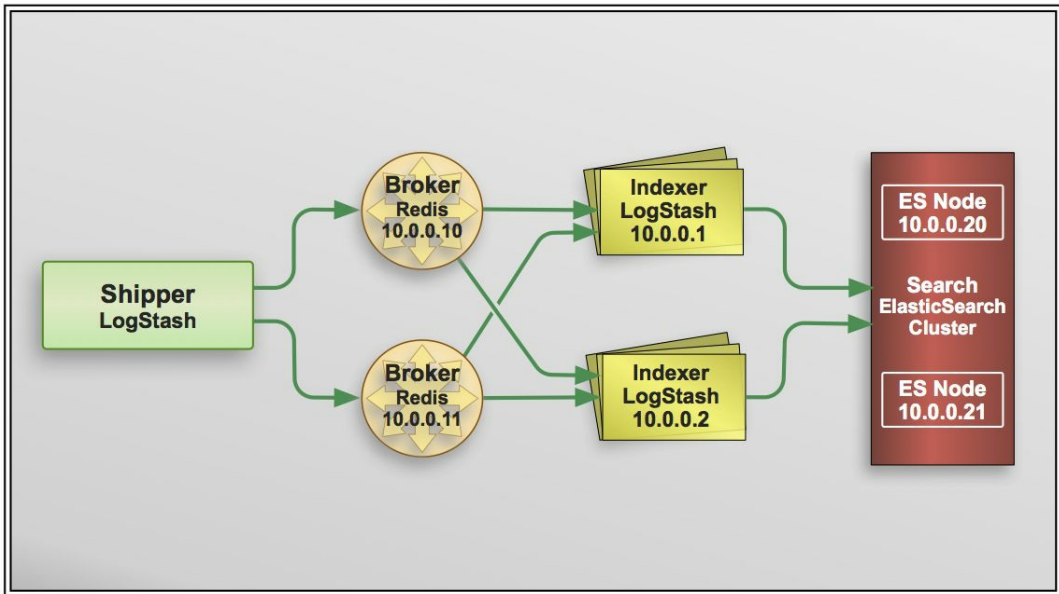 Shipper
LogStash
Broker
Redis
10.0.0.10
Broker
Redis
10.0.0.11
Indexer
LogStash
10.0.0.1
Indexer
LogStash
10.0.0.2
ES Node
10.0.0.20
Search
ElasticSearch
Cluster
ES Node
10.0.0.21